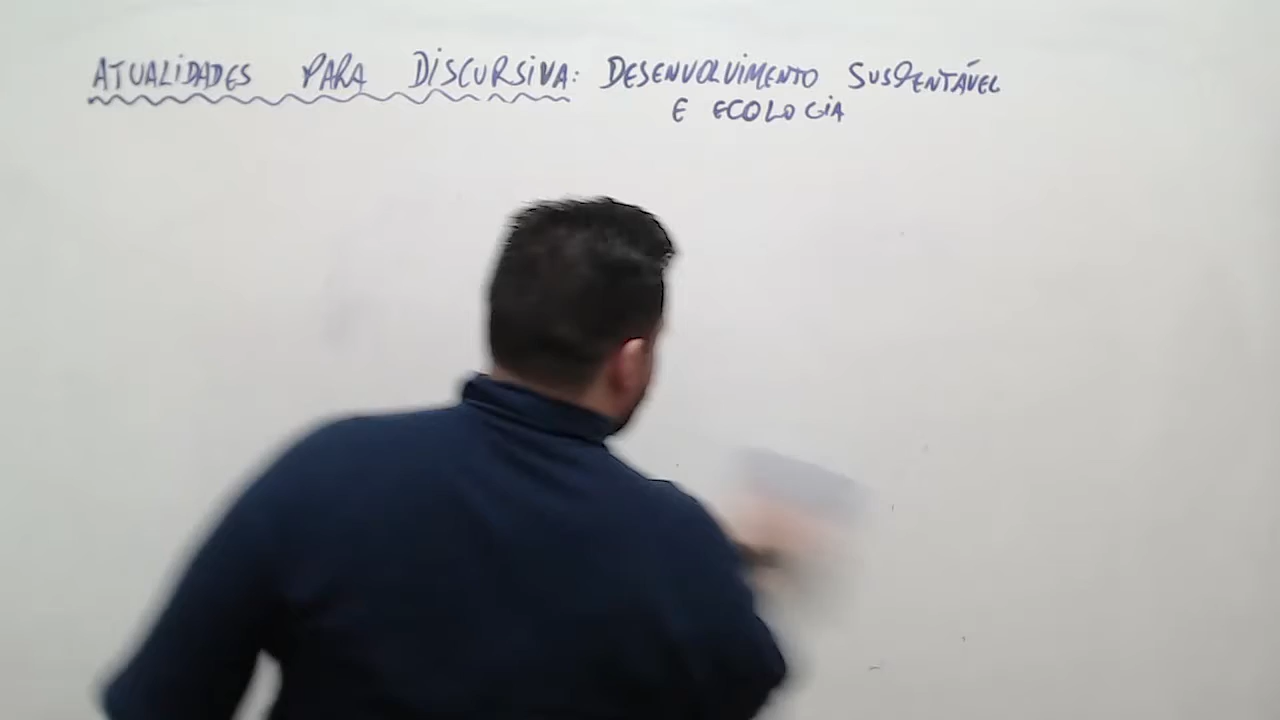 ATUALIDADES PARA DISCURSIVA: DESENVOLVIMENTO SUSTENTÁVEL
E ECOLOGIA